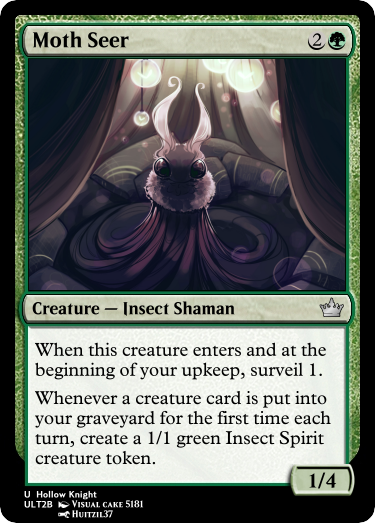 Moth Seer 2
Creature — Insect Shaman
When this creature enters and at the
beginning of your upkeep, surveil 1.
Whenever a creature card is put into
your graveyard for the first time each
turn, create a 1/1 green Insect Spirit
creature token.
1/4
U Hollow Knight
ULT2B Visual cake 5181
Huitzil37